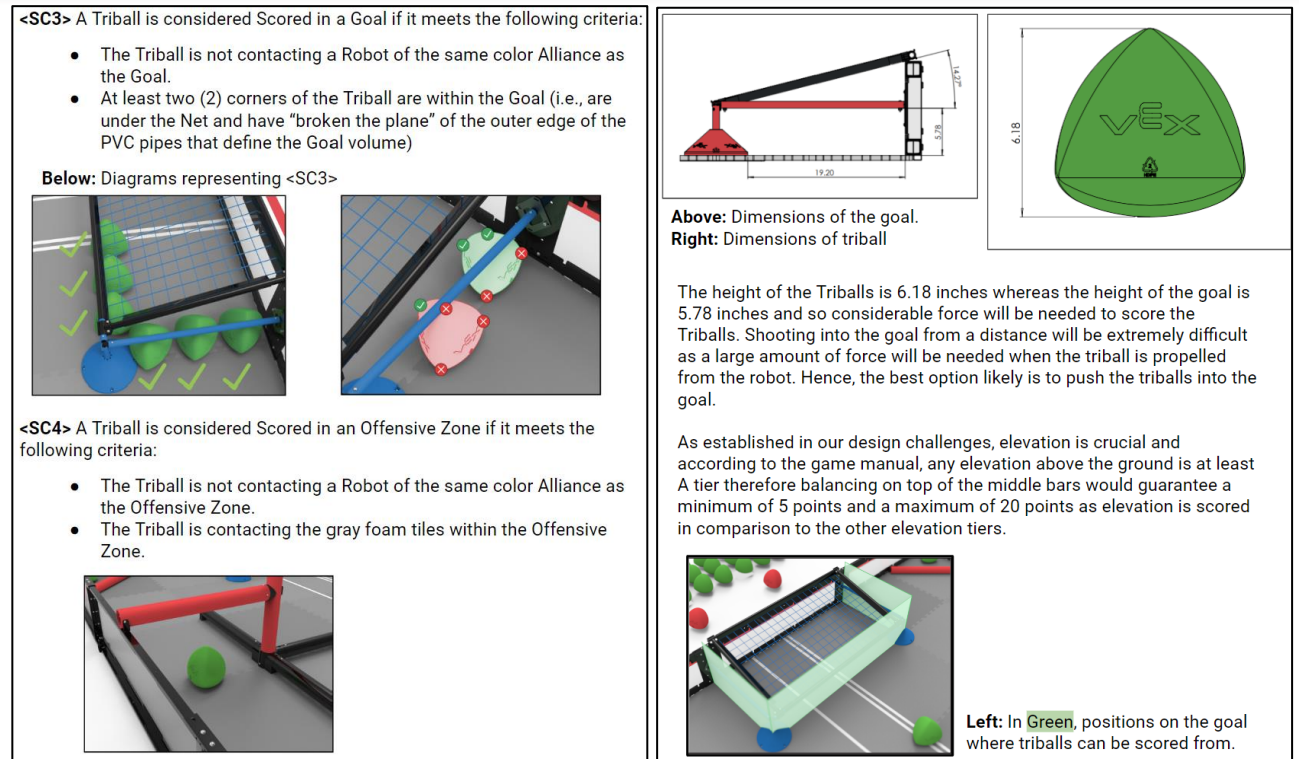 <SC3> A Triball is considered Scored in a Goal if it meets the following criteria:
● The Triball is not contacting a Robot of the same color Alliance as
the Goal.
● At least two (2) corners of the Triball are within the Goal (i.e., are
under the Net and have “broken the plane” of the outer edge of the
PVC pipes that define the Goal volume)
Below: Diagrams representing <SC3>
<SC4> A Triball is considered Scored in an Offensive Zone if it meets the
following criteria:
● The Triball is not contacting a Robot of the same color Alliance as
the Offensive Zone.
● The Triball is contacting the gray foam tiles within the Offensive
Zone.
14.27°
5.78
19.20
6.18
VEX
Above: Dimensions of the goal.
Right: Dimensions of triball
The height of the Triballs is 6.18 inches whereas the height of the goal is
5.78 inches and so considerable force will be needed to score the
Triballs. Shooting into the goal from a distance will be extremely difficult
as a large amount of force will be needed when the triball is propelled
from the robot. Hence, the best option likely is to push the triballs into the
goal.
As established in our design challenges, elevation is crucial and
according to the game manual, any elevation above the ground is at least
A tier therefore balancing on top of the middle bars would guarantee a
minimum of 5 points and a maximum of 20 points as elevation is scored
in comparison to the other elevation tiers.
Left: In Green, positions on the goal
where triballs can be scored from.